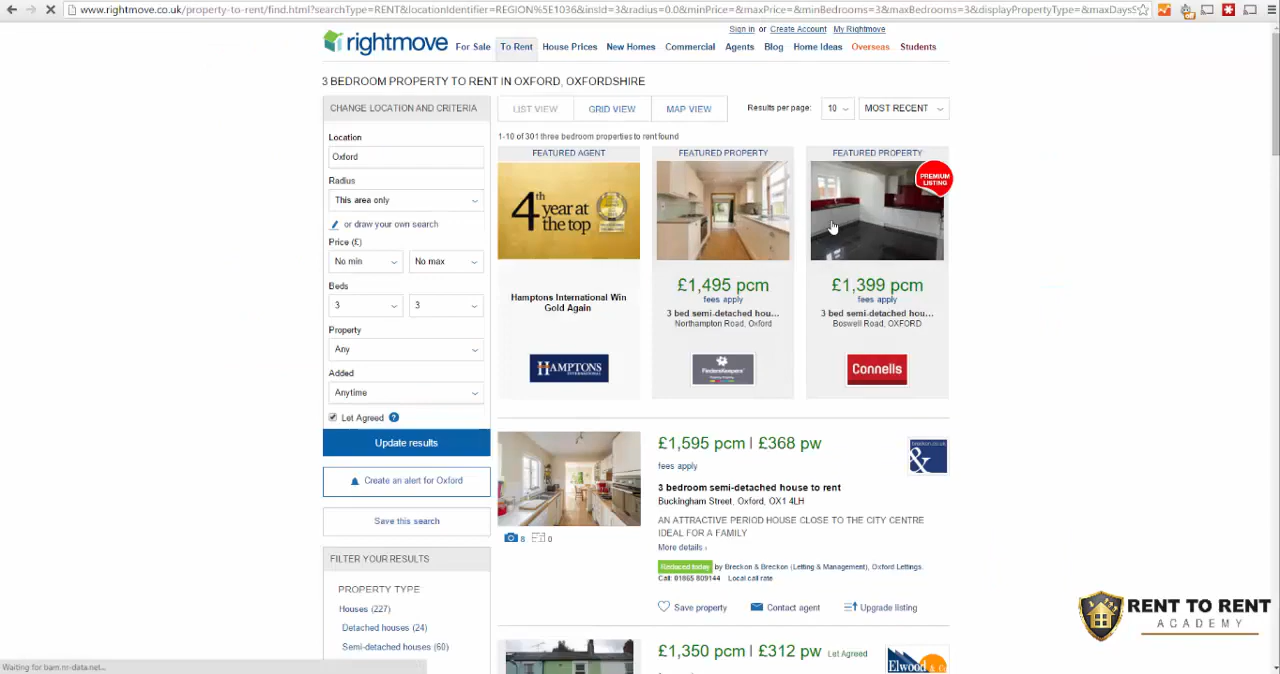 www.rightmove.co.uk/property-to-rent/find.html?searchType=RENT&locationIdentifier=REGION%5E1036&insId=3&radius=0.0&minPrice=&maxPrice=&minBedrooms=3&maxBedrooms=3&displayPropertyType=&maxDaysS
Sign in or Create Account My Rightmove
rightmove
For Sale To Rent House Prices New Homes Commercial Agents Blog Home Ideas Overseas Students
3 BEDROOM PROPERTY TO RENT IN OXFORD, OXFORDSHIRE
CHANGE LOCATION AND CRITERIA
Location
Oxford
Radius
This area only
or draw your own search
Price (£)
No min No max
Beds
3 3
Property
Any
Added
Anytime
Let Agreed ?
Update results
Create an alert for Oxford
Save this search
FILTER YOUR RESULTS
PROPERTY TYPE
Houses (227)
Detached houses (24)
Semi-detached houses (60)
LIST VIEW GRID VIEW MAP VIEW
Results per page: 10 MOST RECENT
1-10 of 301 three bedroom properties to rent found
FEATURED AGENT
4th year at the top
Hamptons International Win
Gold Again
HAMPTONS
INTERNATIONAL
FEATURED PROPERTY
£1,495 pcm
fees apply
3 bed semi-detached hou...
Northampton Road, Oxford
FindersKeepers
FEATURED PROPERTY
PREMIUM
LISTING
£1,399 pcm
fees apply
3 bed semi-detached hou...
Boswell Road, OXFORD
Connells
£1,595 pcm | £368 pw
fees apply
breckon.co.uk
&
3 bedroom semi-detached house to rent
Buckingham Street, Oxford, OX1 4LH
AN ATTRACTIVE PERIOD HOUSE CLOSE TO THE CITY CENTRE
IDEAL FOR A FAMILY
More details ›
8 0
Reduced today by Breckon & Breckon (Letting & Management), Oxford Lettings.
Call: 01865 809144 Local call rate
Save property Contact agent Upgrade listing
£1,350 pcm | £312 pw Let Agreed
Elwood & Co
RENT TO RENT
ACADEMY
Waiting for bam.nr-data.net...